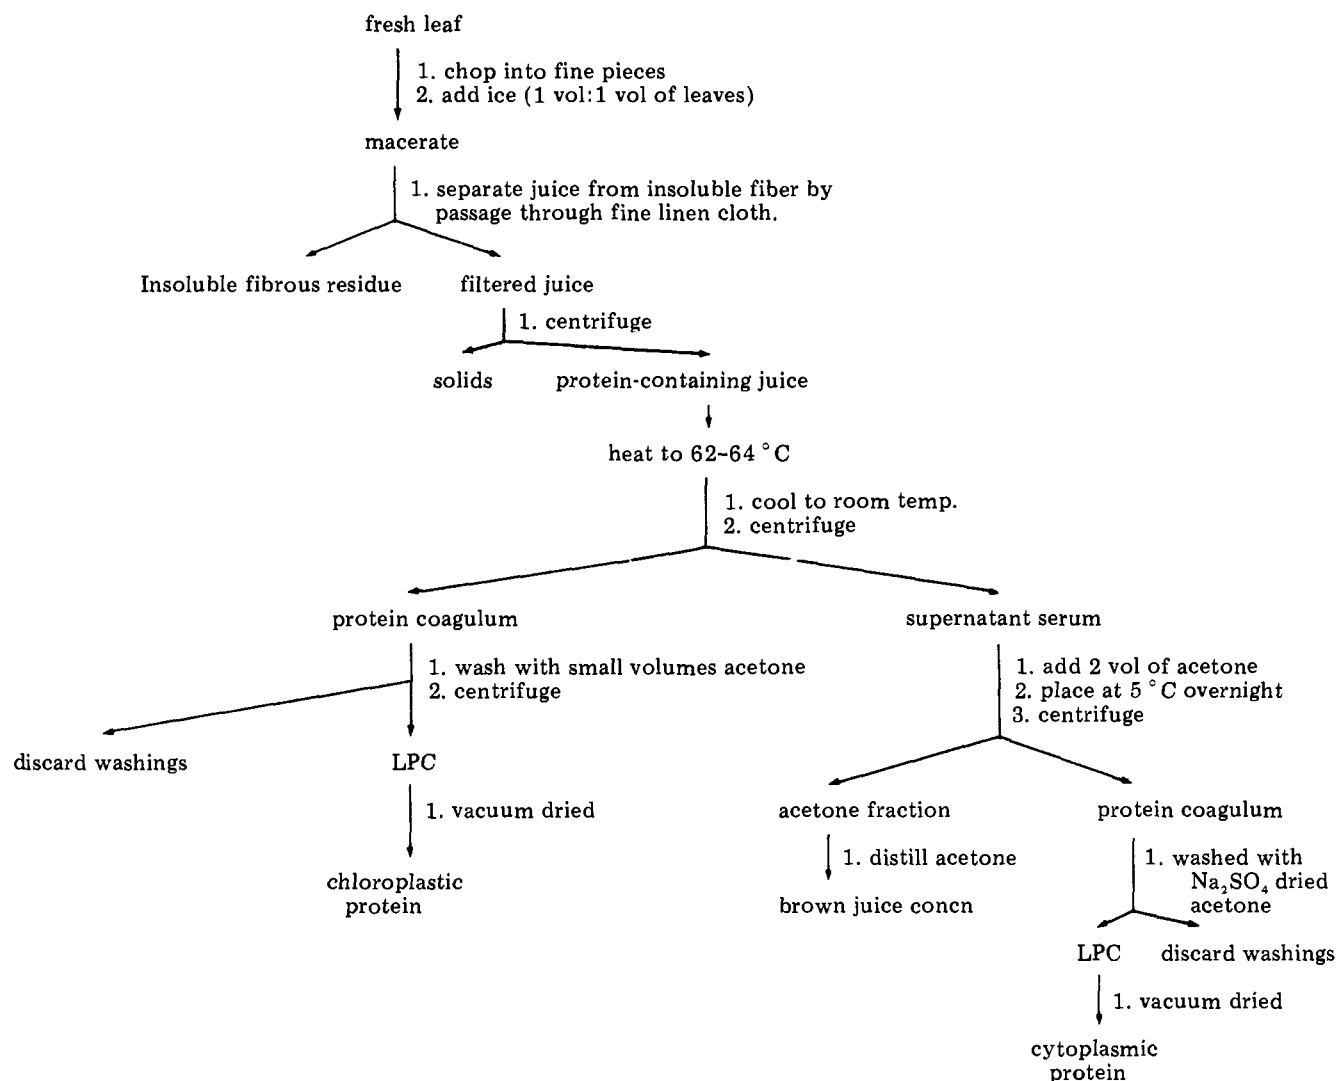 fresh leaf
1. chop into fine pieces
2. add ice (1 vol:1 vol of leaves)
macerate
1. separate juice from insoluble fiber by
passage through fine linen cloth.
Insoluble fibrous residue
filtered juice
1. centrifuge
solids
protein-containing juice
heat to 62-64 °C
1. cool to room temp.
2. centrifuge
protein coagulum
supernatant serum
1. wash with small volumes acetone
2. centrifuge
1. add 2 vol of acetone
2. place at 5 °C overnight
3. centrifuge
discard washings
LPC
1. vacuum dried
chloroplastic
protein
acetone fraction
protein coagulum
1. distill acetone
brown juice concn
1. washed with
Na₂SO₄ dried
acetone
LPC
discard washings
1. vacuum dried
cytoplasmic
protein